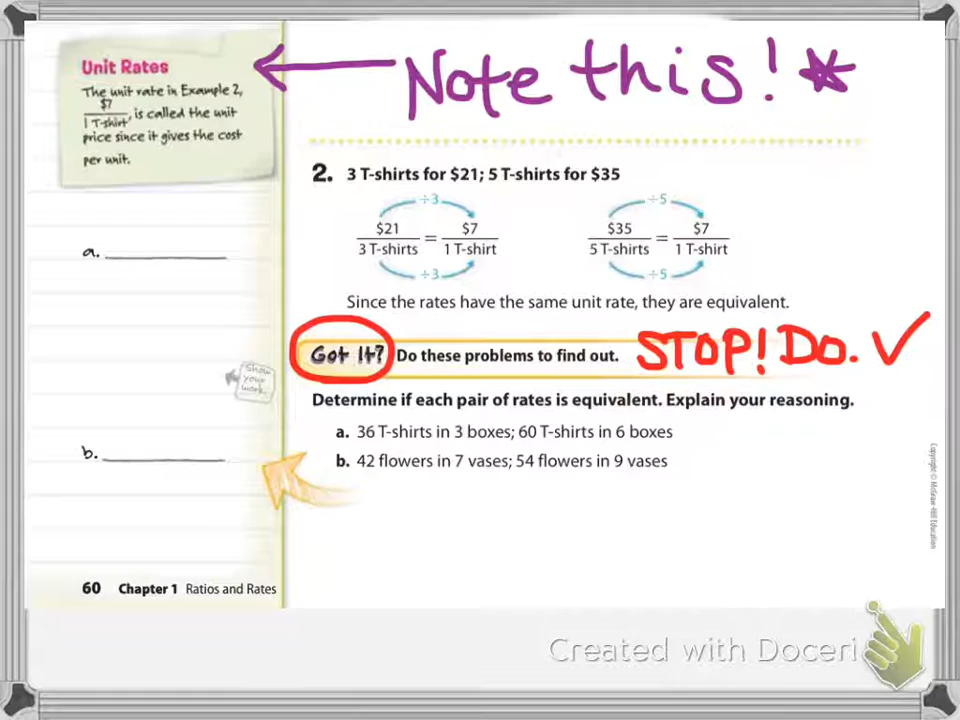 Unit Rates
The unit rate in Example 2,
$7
1 T-shirt, is called the unit
price since it gives the cost
per unit.
Note this! *
2. 3 T-shirts for $21; 5 T-shirts for $35
÷3 ÷5
$21 $7 $35 $7
3 T-shirts = 1 T-shirt 5 T-shirts = 1 T-shirt
÷3 ÷5
Since the rates have the same unit rate, they are equivalent.
Got It? Do these problems to find out. STOP! Do. ✓
Show
your
work.
Determine if each pair of rates is equivalent. Explain your reasoning.
a. 36 T-shirts in 3 boxes; 60 T-shirts in 6 boxes
b. 42 flowers in 7 vases; 54 flowers in 9 vases
a. ____________
b. ____________
Copyright © McGraw-Hill Education
60 Chapter 1 Ratios and Rates
Created with Doceri